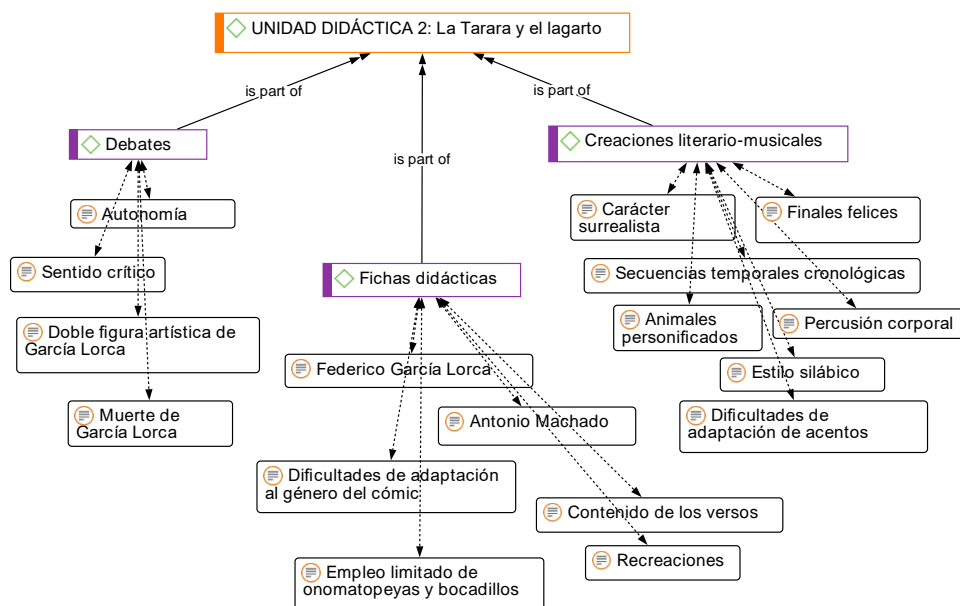 UNIDAD DIDÁCTICA 2: La Tarara y el lagarto
is part of
is part of
is part of
Debates
Creaciones literario-musicales
Autonomía
Carácter
surrealista
Finales felices
Sentido crítico
Fichas didácticas
Secuencias temporales cronológicas
Doble figura artística de
García Lorca
Animales
personificados
Percusión corporal
Federico García Lorca
Estilo silábico
Muerte de
García Lorca
Antonio Machado
Dificultades de
adaptación de acentos
Dificultades de adaptación
al género del cómic
Contenido de los versos
Recreaciones
Empleo limitado de
onomatopeyas y bocadillos